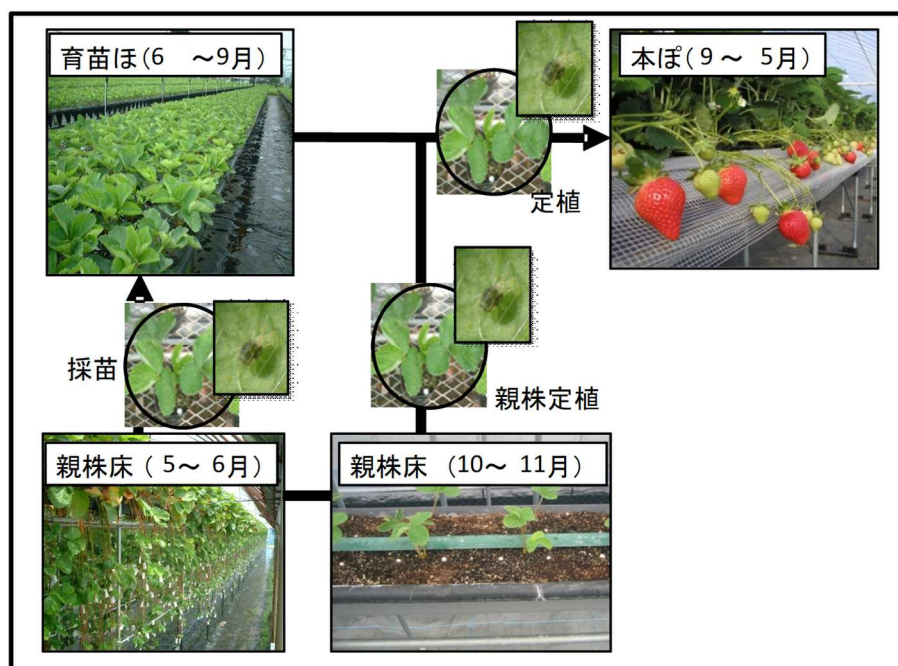 育苗ほ(6　～9月)
本ぽ(9～　5月)
定植
採苗
親株定植
親株床(5～ 6月)
親株床　(10～ 11月)